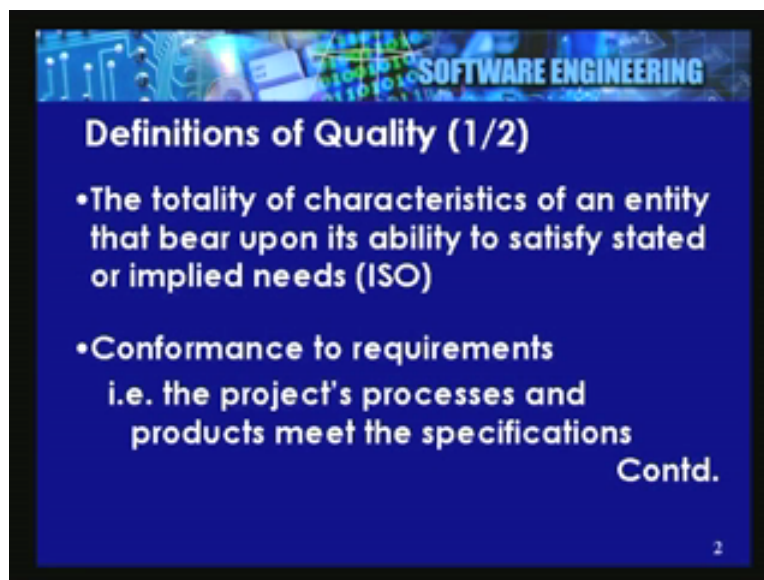 SOFTWARE ENGINEERING
Definitions of Quality (1/2)
•The totality of characteristics of an entity
that bear upon its ability to satisfy stated
or implied needs (ISO)
•Conformance to requirements
i.e. the project's processes and
products meet the specifications
Contd.
2